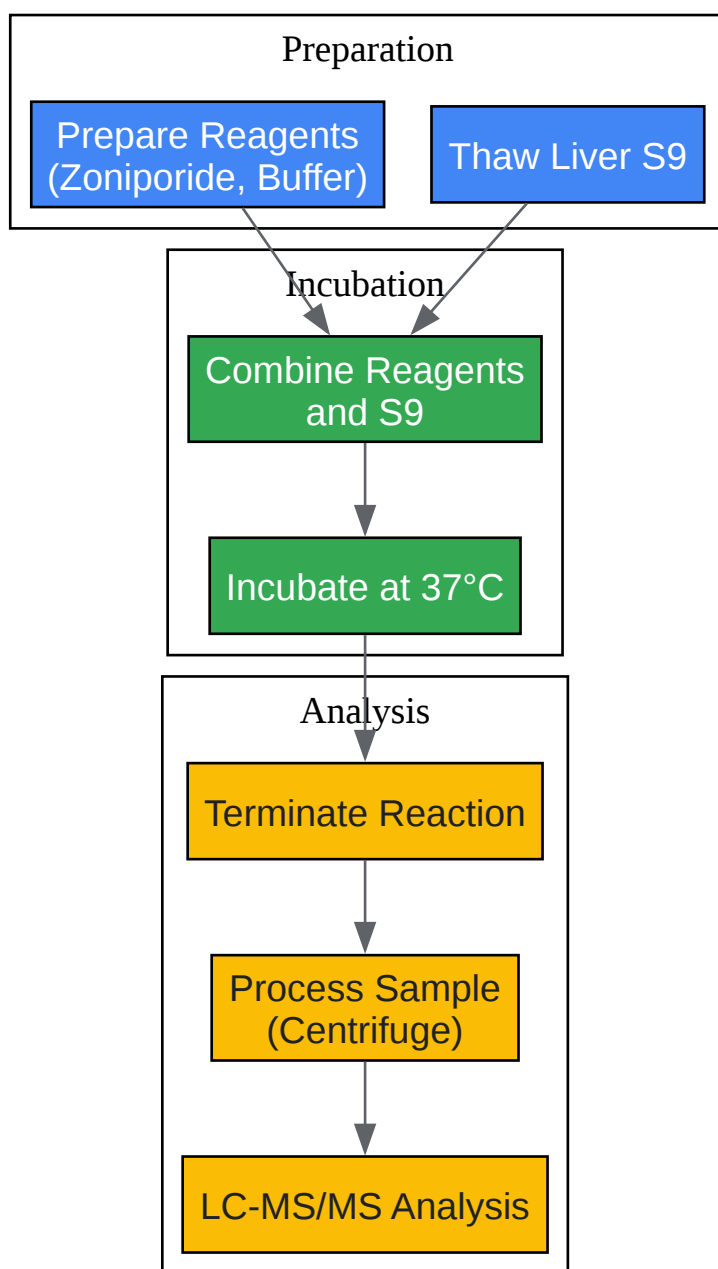 Preparation
Prepare Reagents
(Zoniporide, Buffer)
Thaw Liver S9
Incubation
Combine Reagents
and S9
Incubate at 37°C
Analysis
Terminate Reaction
Process Sample
(Centrifuge)
LC-MS/MS Analysis